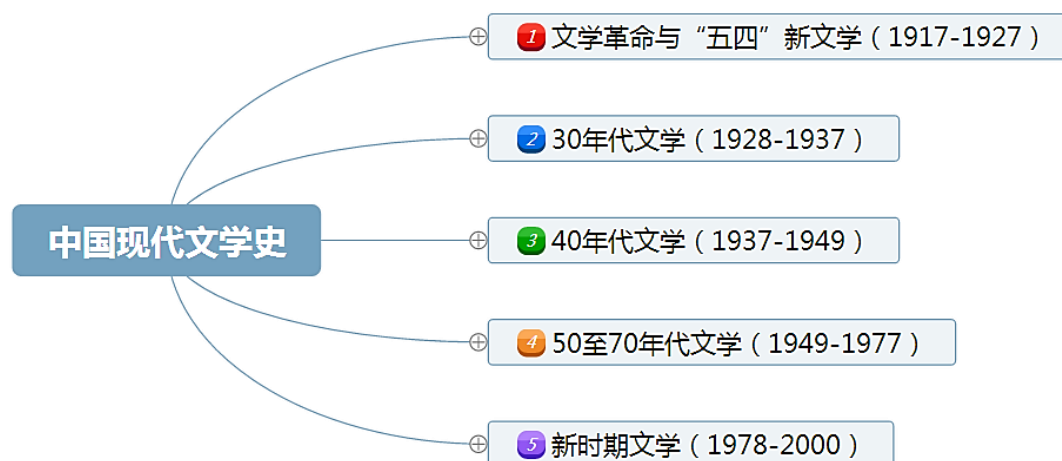 1 文学革命与“五四”新文学（1917-1927）
2 30年代文学（1928-1937）
中国现代文学史
3 40年代文学（1937-1949）
4 50至70年代文学（1949-1977）
5 新时期文学（1978-2000）